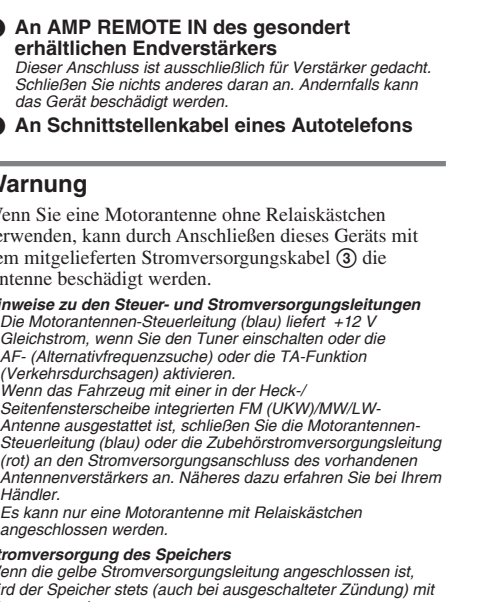 An AMP REMOTE IN des gesondert
erhältlichen Endverstärkers
Dieser Anschluss ist ausschließlich für Verstärker gedacht.
Schließen Sie nichts anderes daran an. Andernfalls kann
das Gerät beschädigt werden.
An Schnittstellenkabel eines Autotelefons
Warnung
Wenn Sie eine Motorantenne ohne Relaiskästchen
verwenden, kann durch Anschließen dieses Geräts mit
dem mitgelieferten Stromversorgungskabel ③ die
Antenne beschädigt werden.
Hinweise zu den Steuer- und Stromversorgungsleitungen
Die Motorantennen-Steuerleitung (blau) liefert +12 V
Gleichstrom, wenn Sie den Tuner einschalten oder die
AF- (Alternativfrequenzsuche) oder die TA-Funktion
(Verkehrsdurchsagen) aktivieren.
Wenn das Fahrzeug mit einer in der Heck-/
Seitenfensterscheibe integrierten FM (UKW)/MW/LW-
Antenne ausgestattet ist, schließen Sie die Motorantennen-
Steuerleitung (blau) oder die Zubehörstromversorgungsleitung
(rot) an den Stromversorgungsanschluss des vorhandenen
Antennenverstärkers an. Näheres dazu erfahren Sie bei Ihrem
Händler.
Es kann nur eine Motorantenne mit Relaiskästchen
angeschlossen werden.
Stromversorgung des Speichers
Wenn die gelbe Stromversorgungsleitung angeschlossen ist,
wird der Speicher stets (auch bei ausgeschalteter Zündung) mit